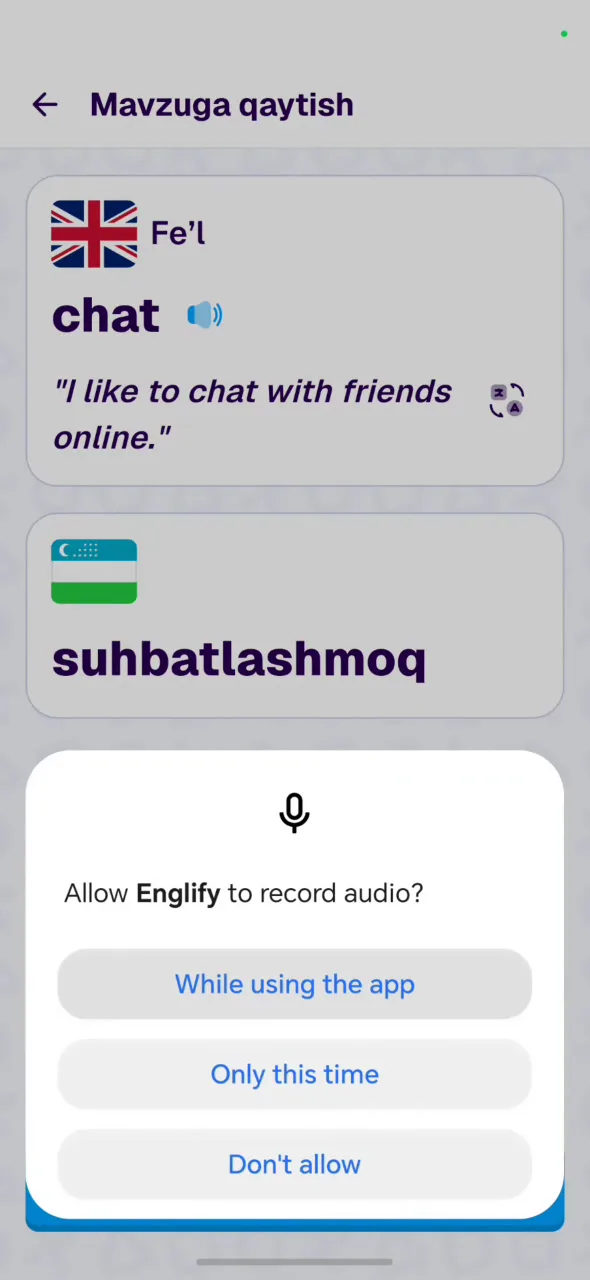 Mavzuga qaytish
Fe’l
chat
"I like to chat with friends
online."
suhbatlashmoq
Allow Englify to record audio?
While using the app
Only this time
Don't allow